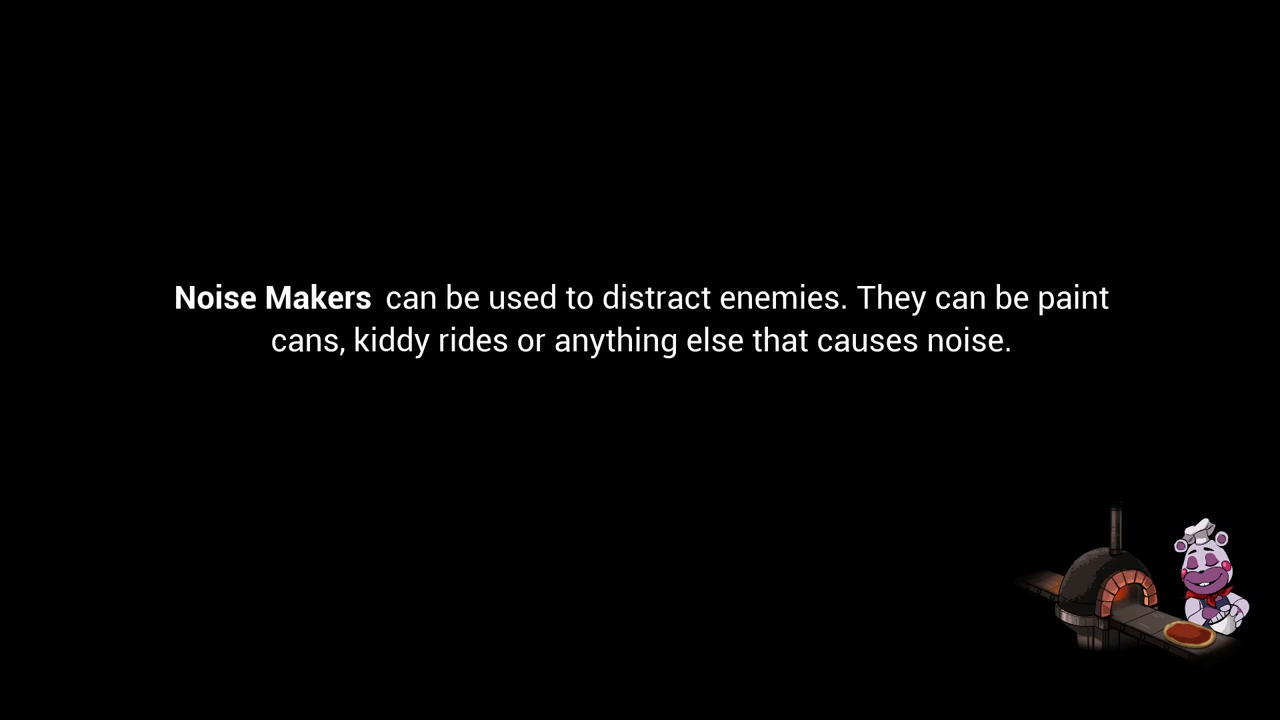 Noise Makers can be used to distract enemies. They can be paint
cans, kiddy rides or anything else that causes noise.